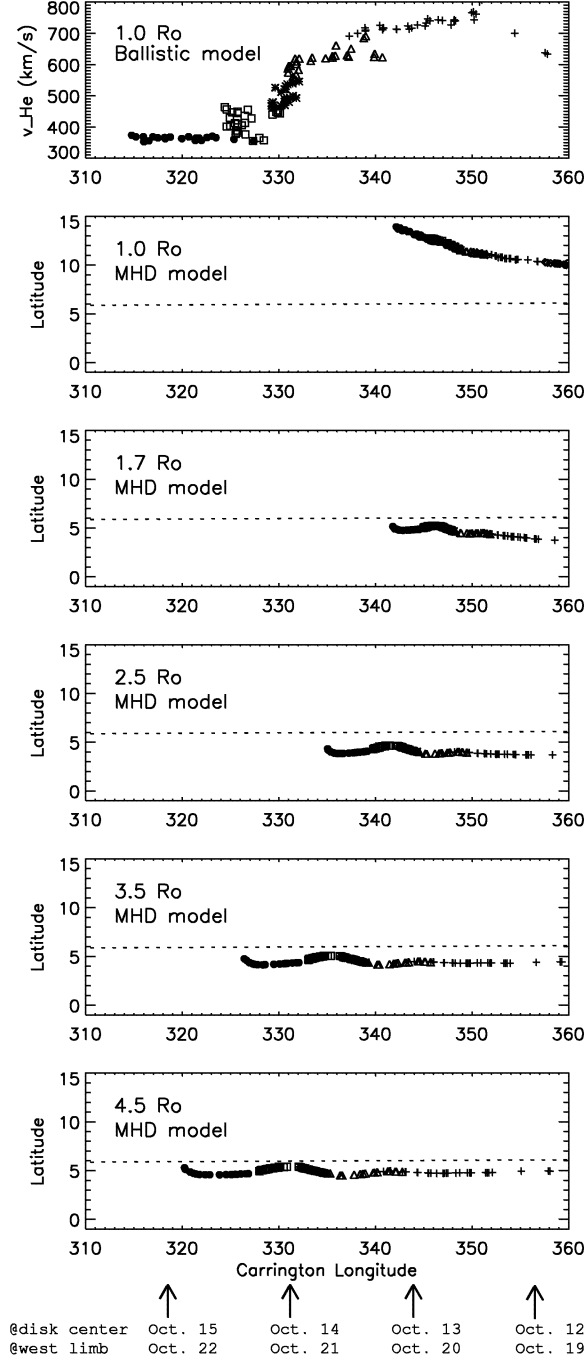 800
700
600
500
400
300
v_He (km/s)
1.0 Ro
Ballistic model
310 320 330 340 350 360
15
10
5
0
Latitude
1.0 Ro
MHD model
310 320 330 340 350 360
15
10
5
0
Latitude
1.7 Ro
MHD model
310 320 330 340 350 360
15
10
5
0
Latitude
2.5 Ro
MHD model
310 320 330 340 350 360
15
10
5
0
Latitude
3.5 Ro
MHD model
310 320 330 340 350 360
15
10
5
0
Latitude
4.5 Ro
MHD model
310 320 330 340 350 360
Carrington Longitude
@disk center Oct. 15 Oct. 14 Oct. 13 Oct. 12
@west limb Oct. 22 Oct. 21 Oct. 20 Oct. 19